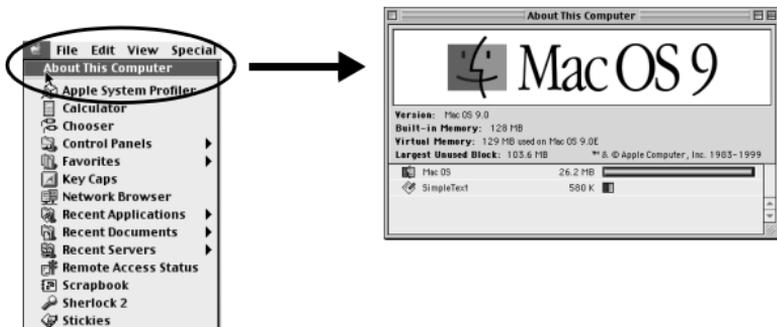 File Edit View Special
About This Computer
Apple System Profiler
Calculator
Chooser
Control Panels
Favorites
Key Caps
Network Browser
Recent Applications
Recent Documents
Recent Servers
Remote Access Status
Scrapbook
Sherlock 2
Stickies
About This Computer
Mac OS 9
Version: Mac OS 9.0
Built-in Memory: 128 MB
Virtual Memory: 129 MB used on Mac OS 9.0E
Largest Unused Block: 103.6 MB ™ & © Apple Computer, Inc. 1983-1999
Mac OS 26.2 MB
SimpleText 580 K